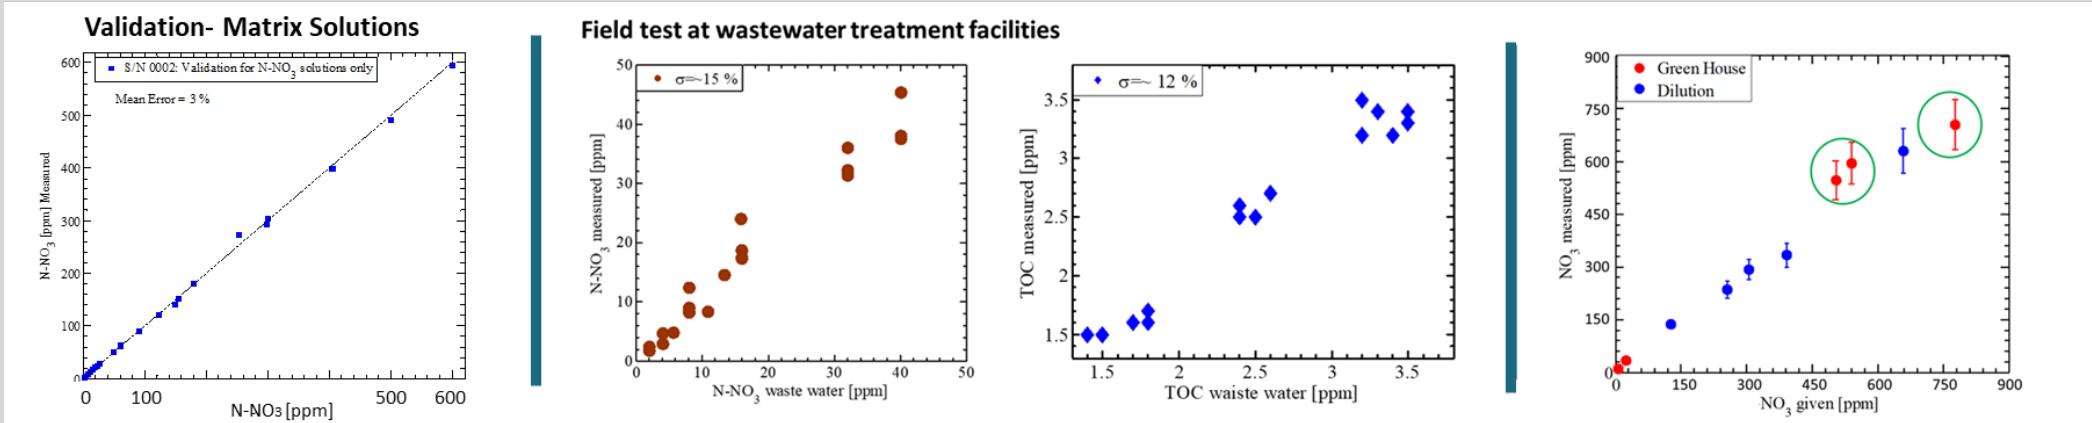 Validation- Matrix Solutions
S/N 0002: Validation for N-NO3 solutions only
Mean Error = 3 %
600
500
400
300
200
100
0
N-NO3 [ppm] Measured
0 100 500 600
N-NO3 [ppm]
Field test at wastewater treatment facilities
σ=~15 %
50
40
30
20
10
0
N-NO3 measured [ppm]
0 10 20 30 40 50
N-NO3 waste water [ppm]
σ=~ 12 %
3.5
3
2.5
2
1.5
TOC measured [ppm]
1.5 2 2.5 3 3.5
TOC waiste water [ppm]
Green House
Dilution
900
750
600
450
300
150
0
NO3 measured [ppm]
0 150 300 450 600 750 900
NO3 given [ppm]